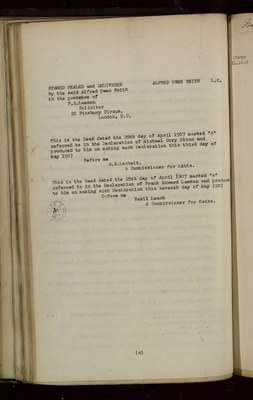 SIGNED SEALED and DELIVERED
by the said Alfred Owen Smith
in the presence of
ALFRED OWEN SMITH L.S.
F.E.Lawson
Solicitor
20 Finsbury Circus,
London, E.C.
This is the Deed dated the 25th day of April 1907 marked "A"
referred to in the Declaration of Michael Cory Dixon and
produced to him on making such Declaration this third day of
May 1907
Before me
A Commissioner for Oaths.
This is the Deed dated the 25th day of April 1907 marked "A"
referred to in the Declaration of Frank Edward Lawson and produced
to him on making such Declaration this seventh day of May 1907
Before me
Basil Leach
A Commissioner for Oaths.
(4)